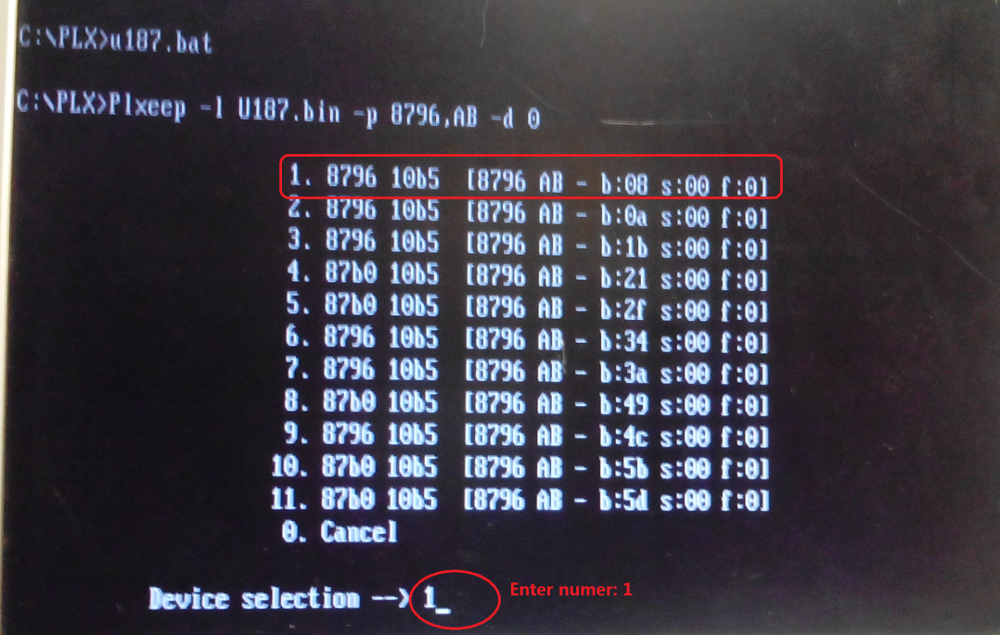 C:\PLX>u187.bat
C:\PLX>Plxeep -l U187.bin -p 8796,AB -d 0
1. 8796 10b5 [8796 AB - b:08 s:00 f:0]
2. 8796 10b5 [8796 AB - b:0a s:00 f:0]
3. 8796 10b5 [8796 AB - b:1b s:00 f:0]
4. 87b0 10b5 [8796 AB - b:21 s:00 f:0]
5. 87b0 10b5 [8796 AB - b:2f s:00 f:0]
6. 8796 10b5 [8796 AB - b:34 s:00 f:0]
7. 8796 10b5 [8796 AB - b:3a s:00 f:0]
8. 87b0 10b5 [8796 AB - b:49 s:00 f:0]
9. 8796 10b5 [8796 AB - b:4c s:00 f:0]
10. 87b0 10b5 [8796 AB - b:5b s:00 f:0]
11. 87b0 10b5 [8796 AB - b:5d s:00 f:0]
0. Cancel
Device selection --> 1_
Enter numer: 1